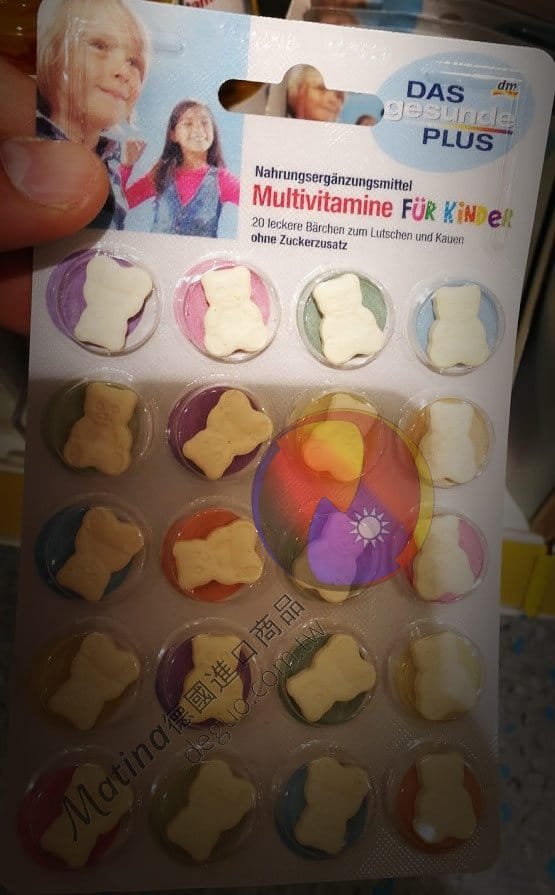 DAS
dm
gesunde
PLUS
Nahrungsergänzungsmittel
Multivitamine FÜR KiNDER
20 leckere Bärchen zum Lutschen und Kauen
ohne Zuckerzusatz
Matina德國進口商品
deguo.com.tw